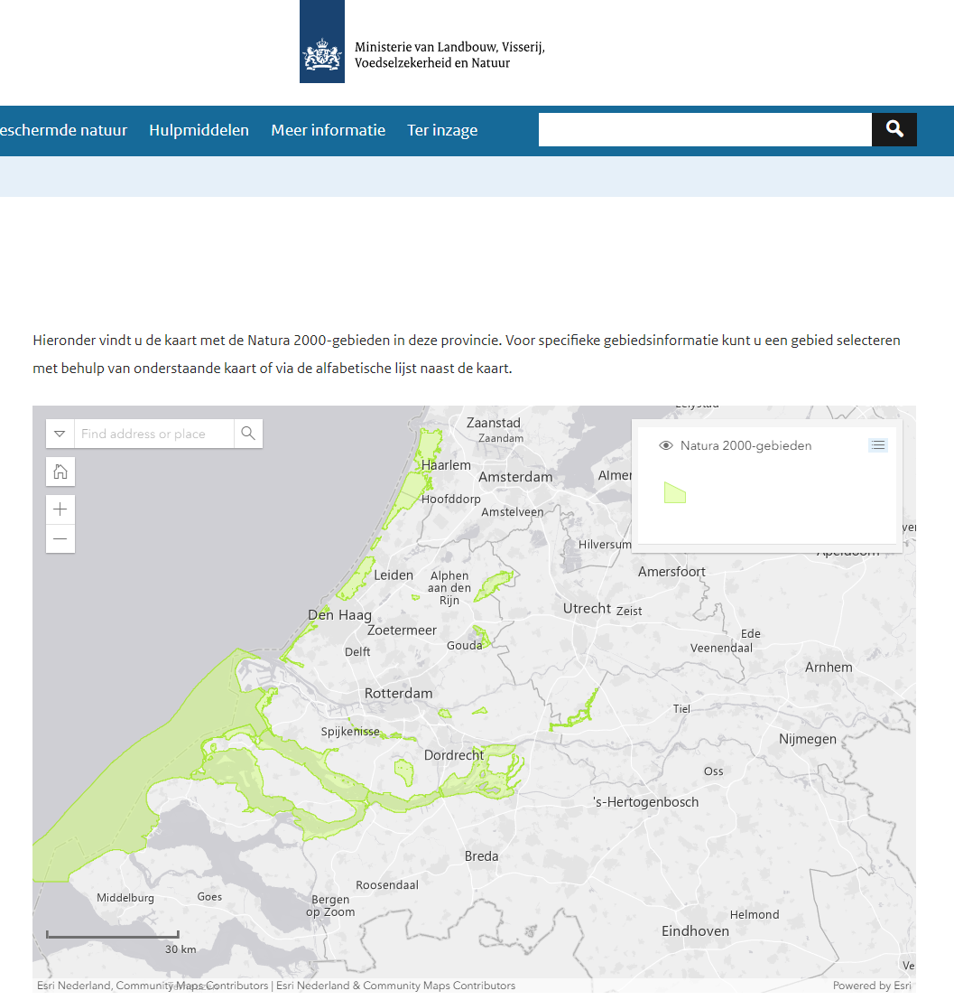 Ministerie van Landbouw, Visserij,
Voedselzekerheid en Natuur
eschermde natuur Hulpmiddelen Meer informatie Ter inzage
Hieronder vindt u de kaart met de Natura 2000-gebieden in deze provincie. Voor specifieke gebiedsinformatie kunt u een gebied selecteren
met behulp van onderstaande kaart of via de alfabetische lijst naast de kaart.
Find address or place
Natura 2000-gebieden
Zaanstad
Zaandam
Haarlem
Amsterdam
Almer
Hoofddorp
Amstelveen
Hilversum
Apeldoorn
Amersfoort
Leiden
Alphen
aan den
Rijn
Utrecht
Zeist
Den Haag
Zoetermeer
Ede
Gouda
Veenendaal
Delft
Arnhem
Rotterdam
Tiel
Spijkenisse
Nijmegen
Dordrecht
Oss
's-Hertogenbosch
Breda
Roosendaal
Middelburg
Goes
Bergen
op Zoom
Helmond
Eindhoven
30 km
Ve
Esri Nederland, Community Maps Contributors | Esri Nederland & Community Maps Contributors
Powered by Esri